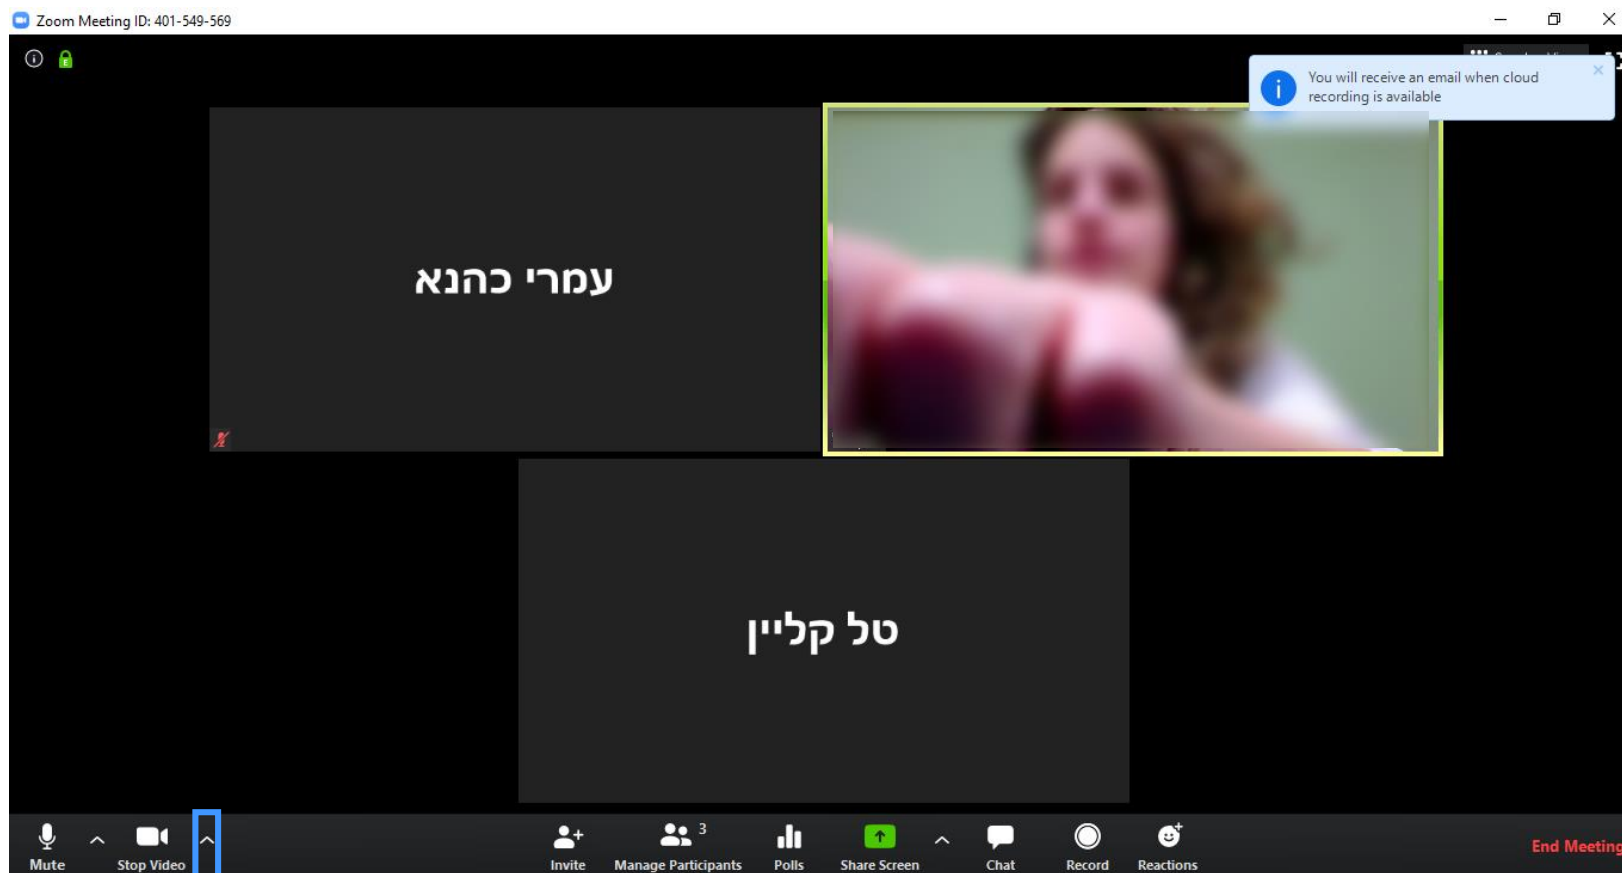 Zoom Meeting ID: 401-549-569
You will receive an email when cloud
recording is available
עמרי כהנא
טל קליין
Mute
Stop Video
Invite
3
Manage Participants
Polls
Share Screen
Chat
Record
Reactions
End Meeting